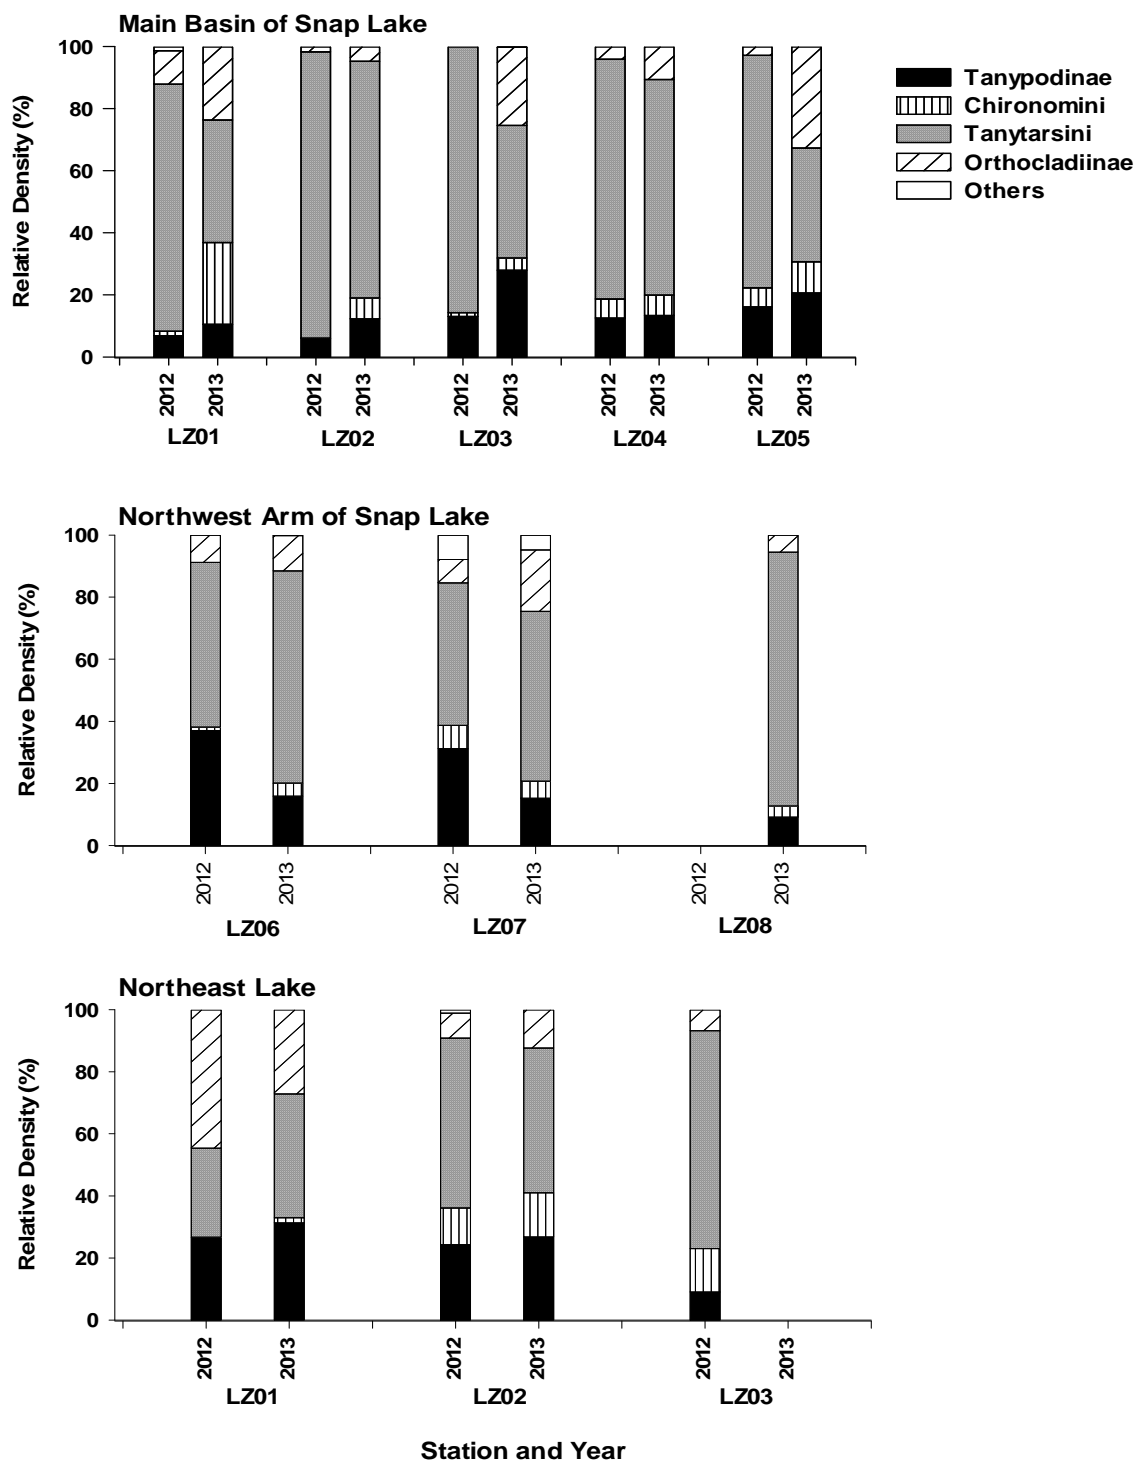 Main Basin of Snap Lake
Relative Density (%)
100
80
60
40
20
0
2012 2013 2012 2013 2012 2013 2012 2013 2012 2013
LZ01 LZ02 LZ03 LZ04 LZ05
Tanypodinae
Chironomini
Tanytarsini
Orthocladiinae
Others
Northwest Arm of Snap Lake
Relative Density (%)
100
80
60
40
20
0
2012 2013 2012 2013 2012 2013
LZ06 LZ07 LZ08
Northeast Lake
Relative Density (%)
100
80
60
40
20
0
2012 2013 2012 2013 2012 2013
LZ01 LZ02 LZ03
Station and Year